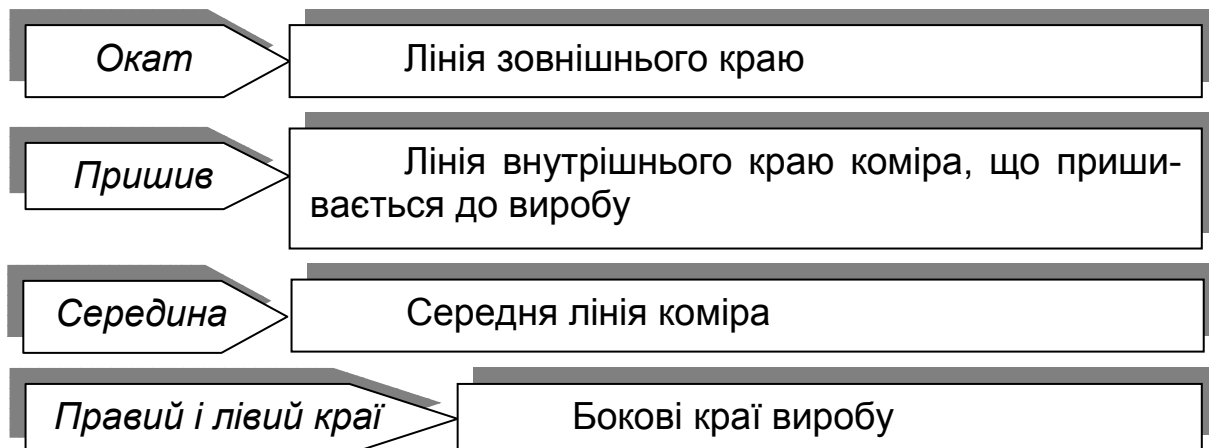 Окат
Лінія зовнішнього краю
Пришив
Лінія внутрішнього краю коміра, що приши-
вається до виробу
Середина
Середня лінія коміра
Правий і лівий краї
Бокові краї виробу